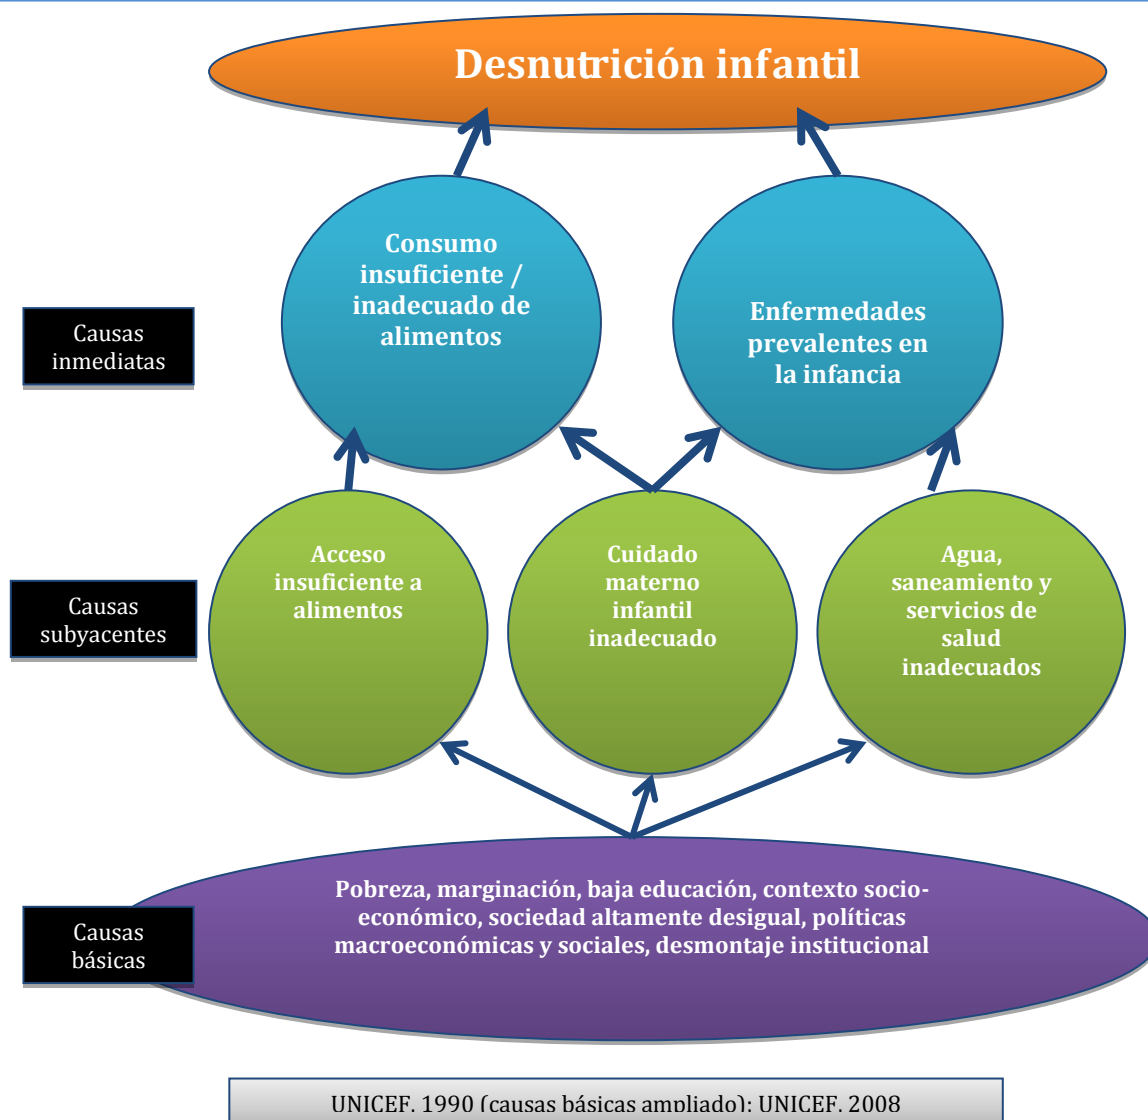 Desnutrición infantil
Consumo
insuficiente /
inadecuado de
alimentos
Enfermedades
prevalentes en
la infancia
Causas
inmediatas
Acceso
insuficiente a
alimentos
Cuidado
materno
infantil
inadecuado
Agua,
saneamiento y
servicios de
salud
inadecuados
Causas
subyacentes
Pobreza, marginación, baja educación, contexto socio-
económico, sociedad altamente desigual, políticas
macroeconómicas y sociales, desmontaje institucional
Causas
básicas
UNICEF. 1990 (causas básicas ampliado); UNICEF. 2008